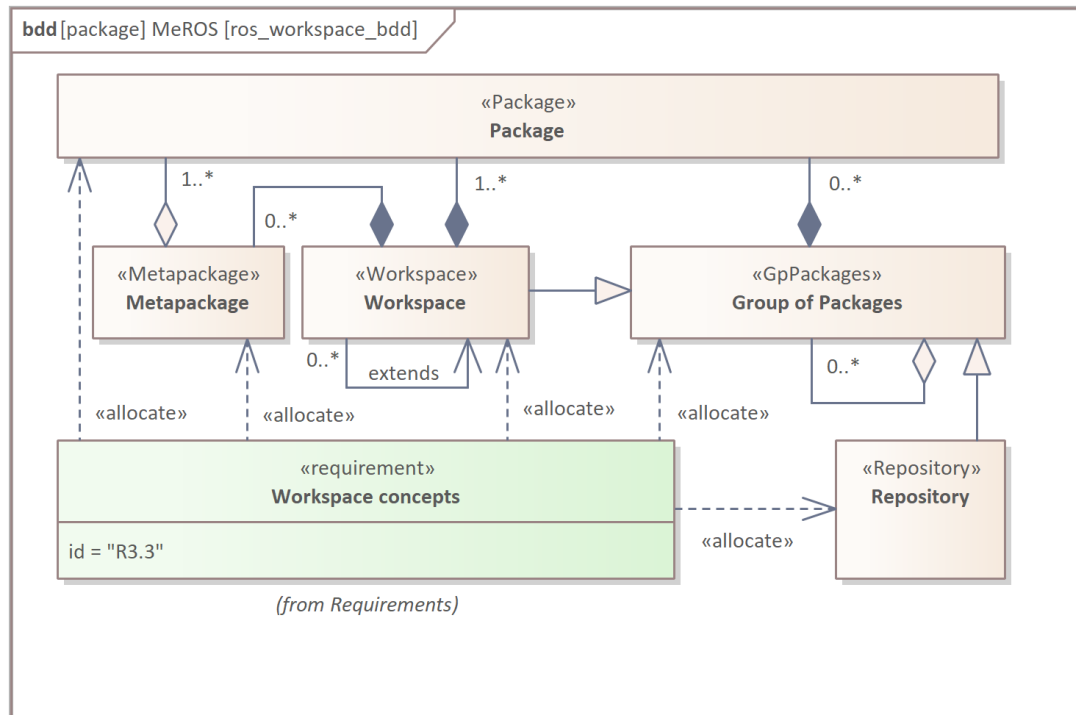 bdd [package] MeROS [ros_workspace_bdd]
«Package»
Package
1..*
1..*
0..*
0..*
«Metapackage»
Metapackage
«Workspace»
Workspace
«GpPackages»
Group of Packages
0..*
extends
0..*
«allocate»
«allocate»
«allocate»
«allocate»
«requirement»
Workspace concepts
id = "R3.3"
«Repository»
Repository
«allocate»
(from Requirements)